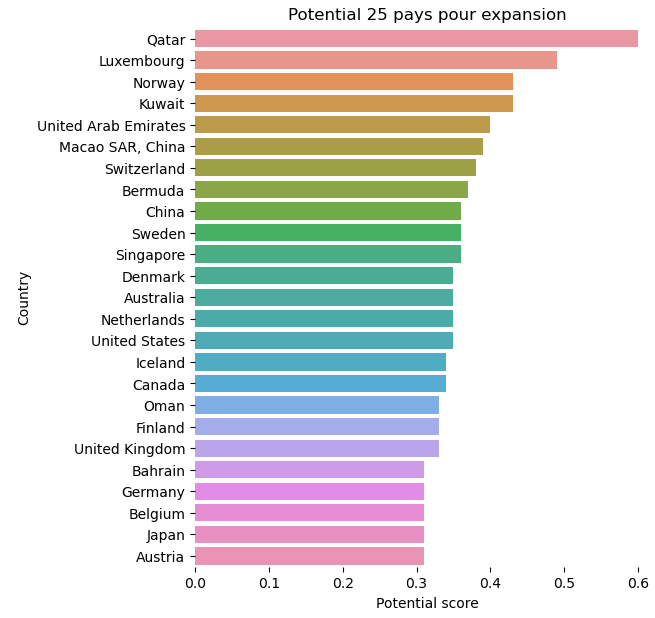 Potential 25 pays pour expansion
Country
Qatar
Luxembourg
Norway
Kuwait
United Arab Emirates
Macao SAR, China
Switzerland
Bermuda
China
Sweden
Singapore
Denmark
Australia
Netherlands
United States
Iceland
Canada
Oman
Finland
United Kingdom
Bahrain
Germany
Belgium
Japan
Austria
0.0 0.1 0.2 0.3 0.4 0.5 0.6
Potential score